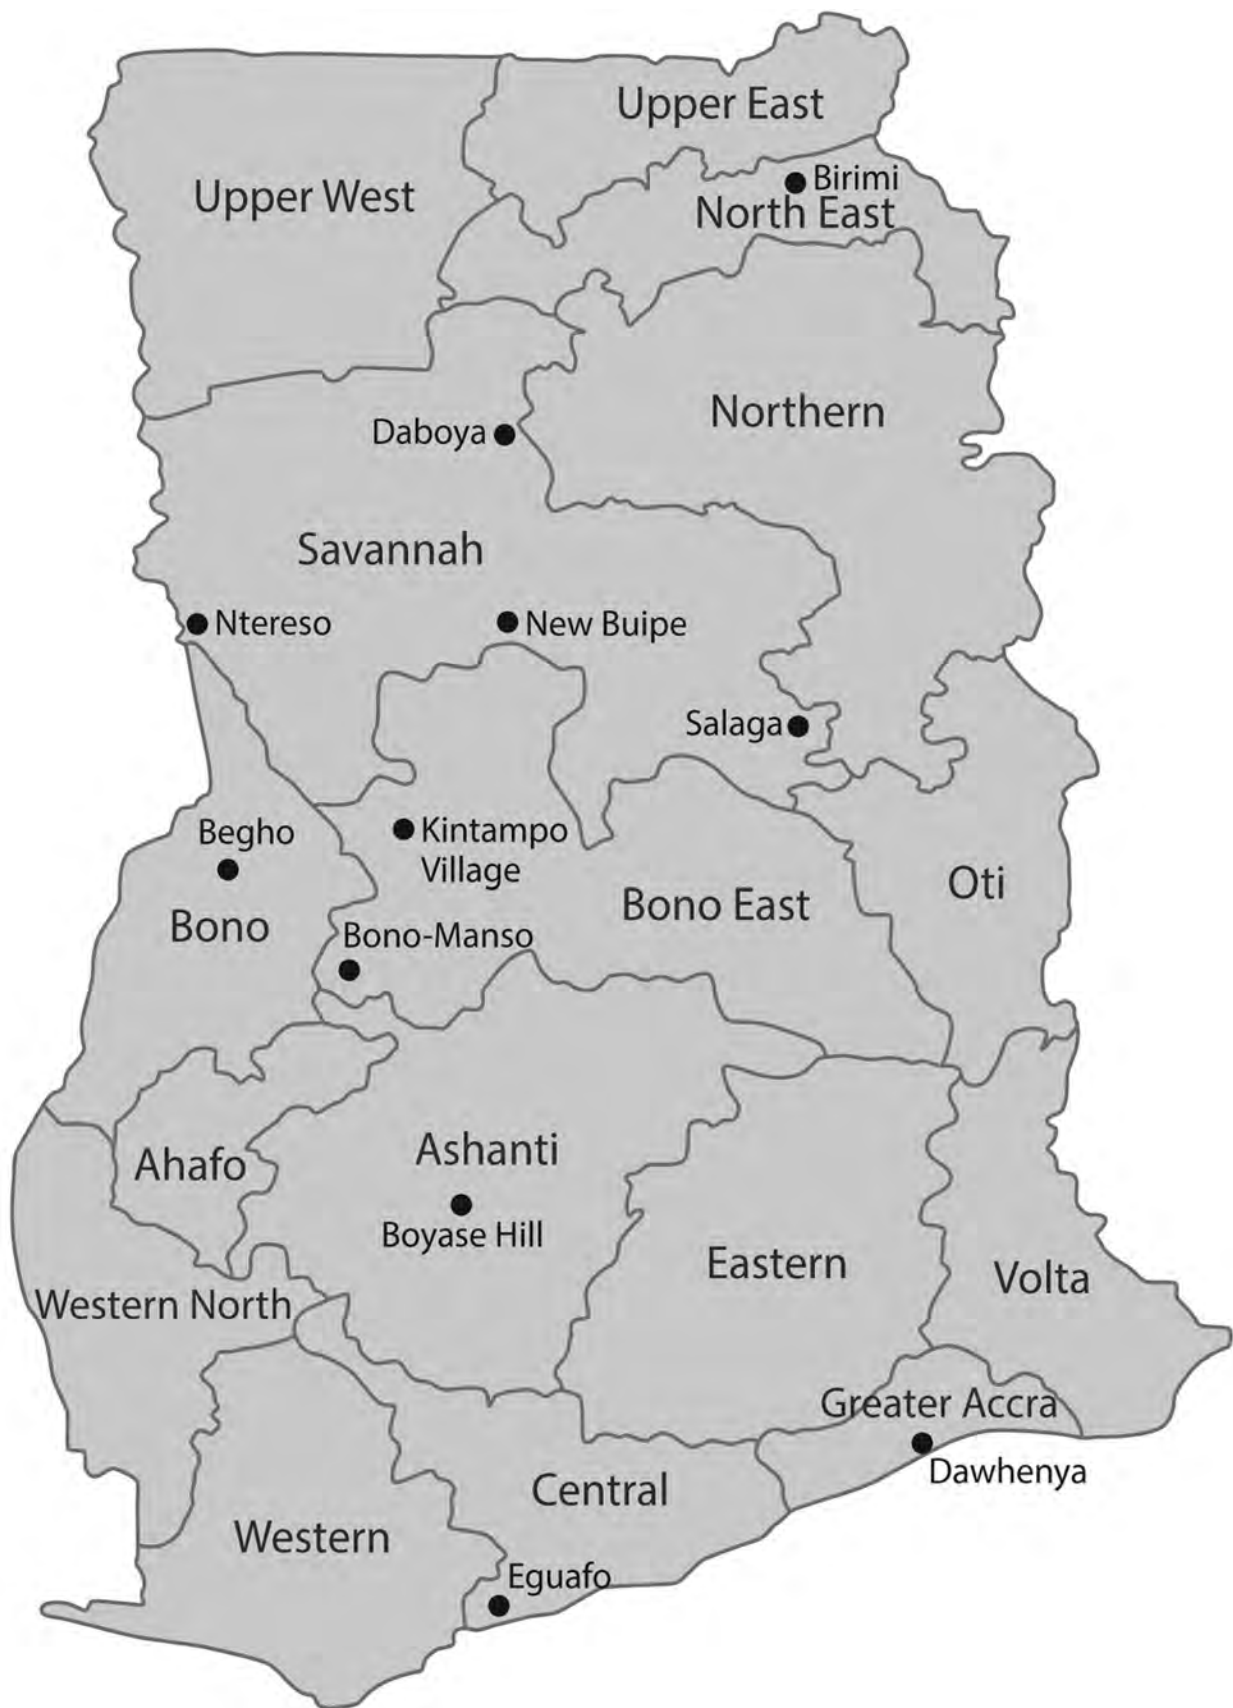 Upper East
Birimi
Upper West
North East
Northern
Daboya
Savannah
Ntereso
New Buipe
Salaga
Begho
Kintampo
Village
Oti
Bono East
Bono
Bono-Manso
Ashanti
Ahafo
Boyase Hill
Eastern
Volta
Western North
Greater Accra
Dawhenya
Central
Western
Eguafo